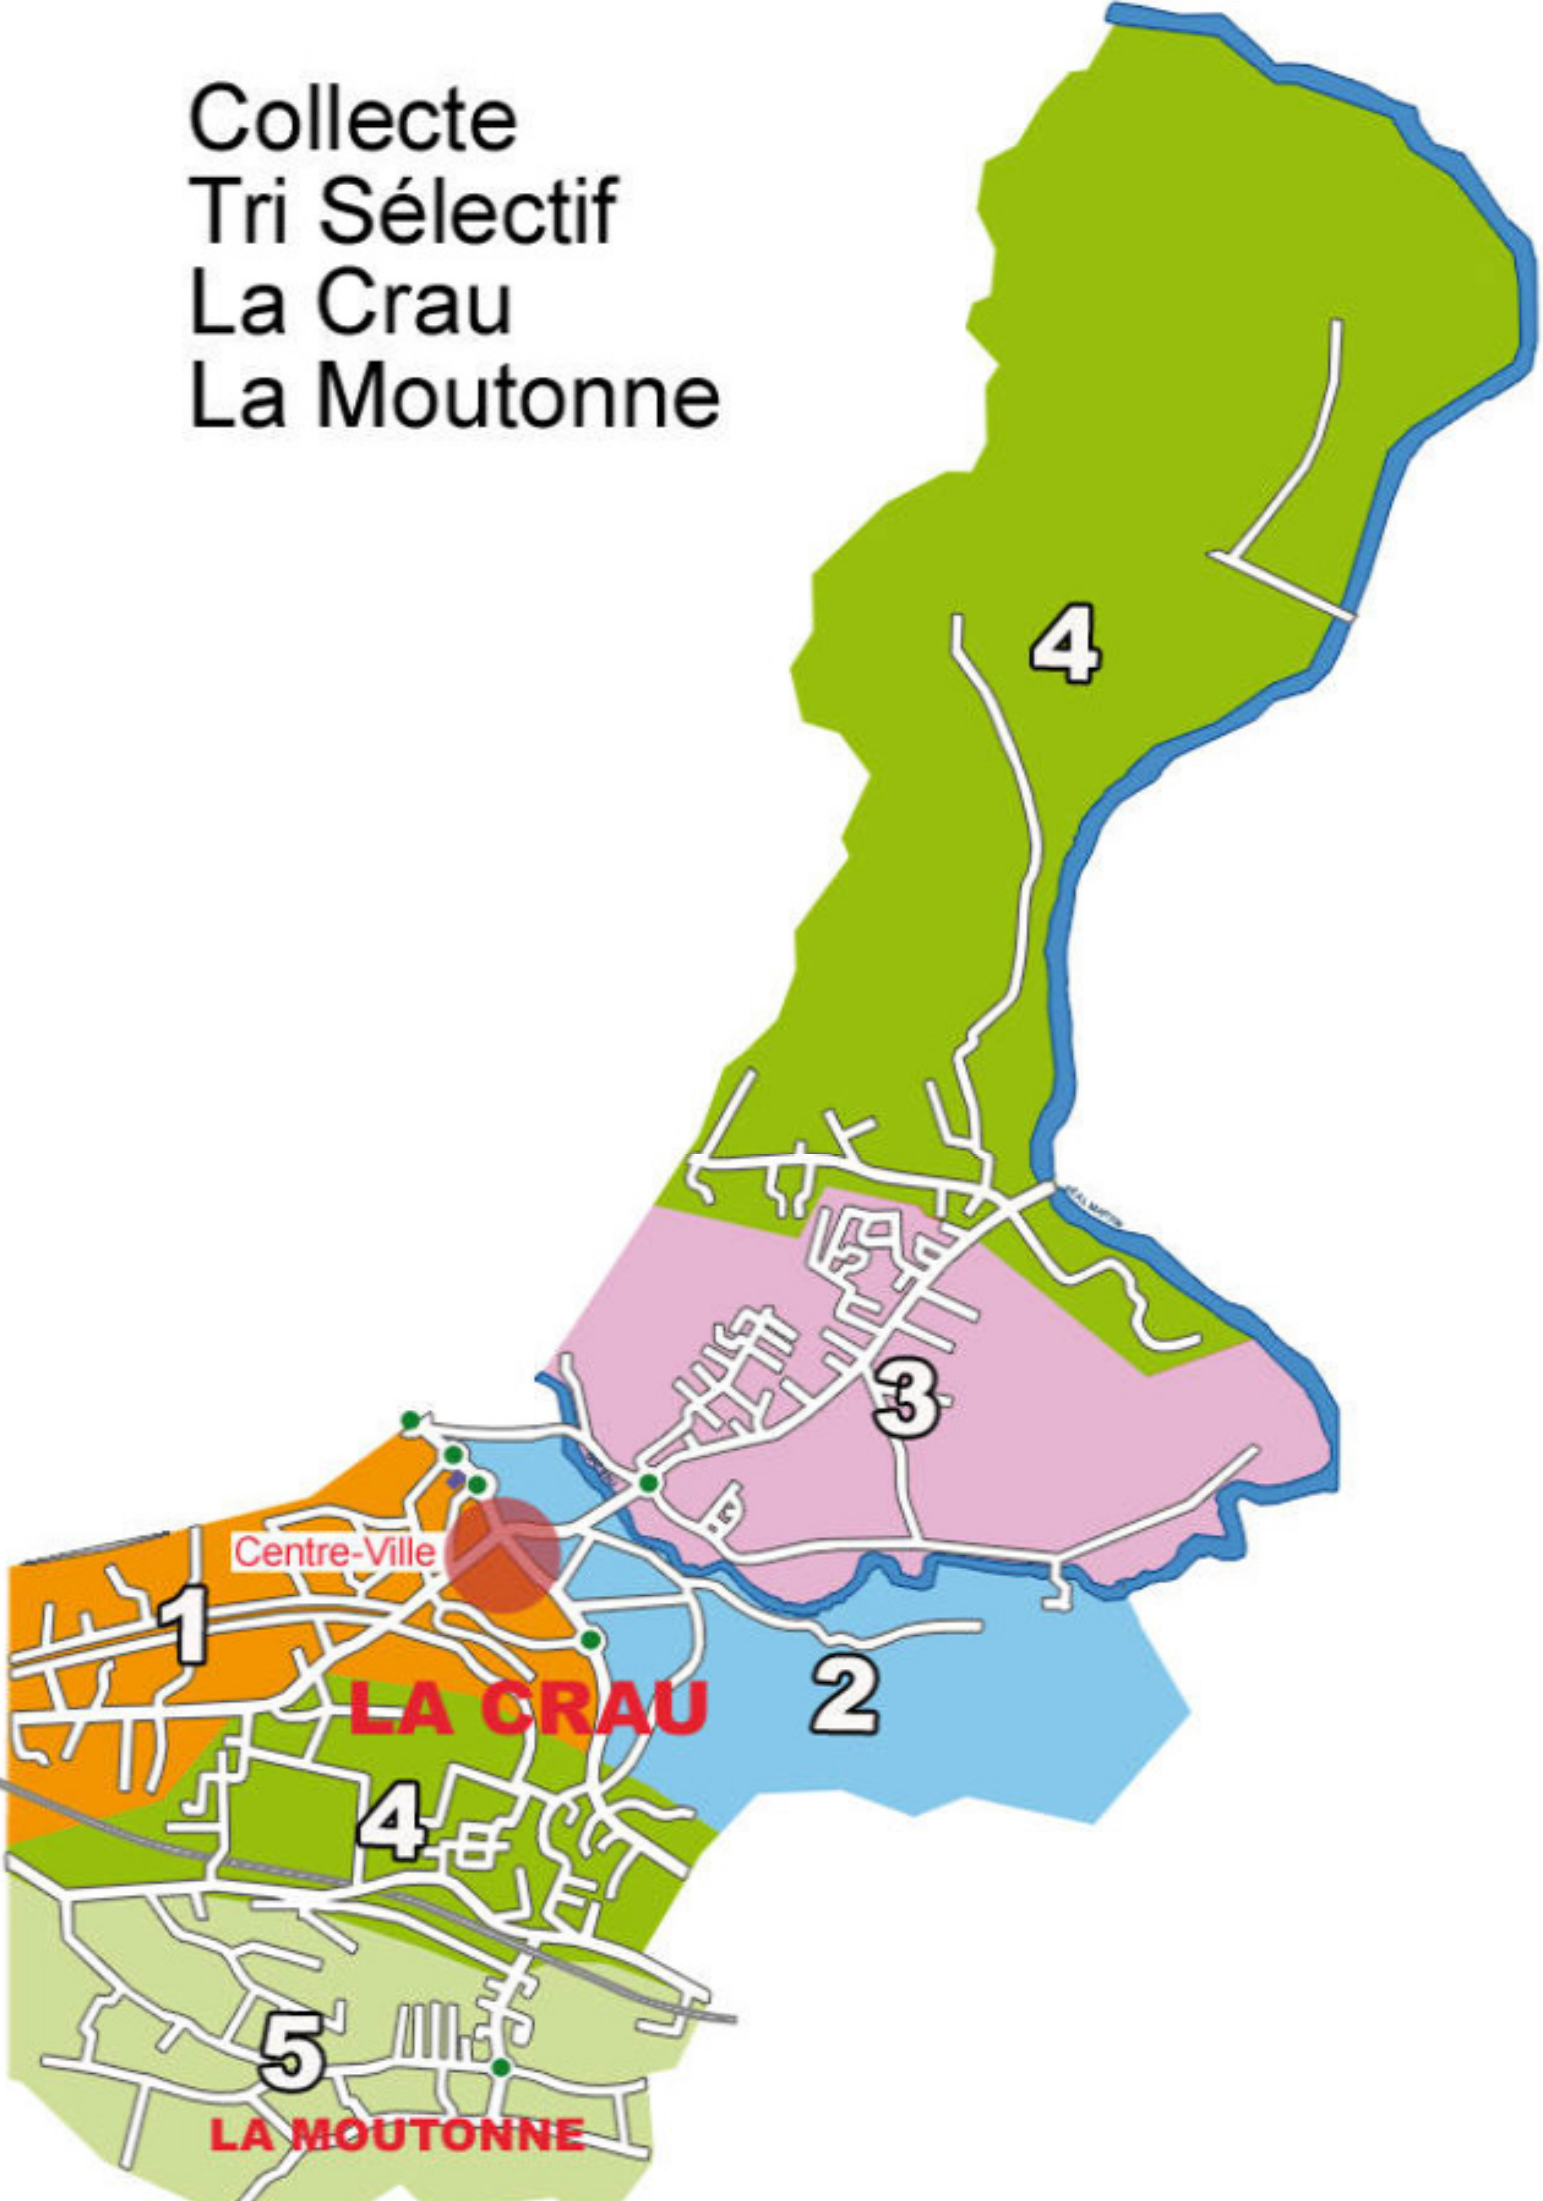 Collecte
Tri Sélectif
La Crau
La Moutonne
4
3
Centre-Ville
1
2
LA CRAU
4
5
LA MOUTONNE